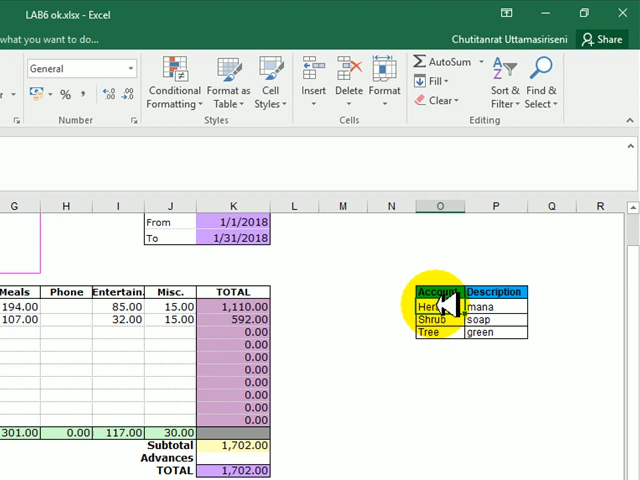 LAB6 ok.xlsx - Excel
what you want to do...
Chutitanrat Uttamasiriseni
Share
General
%
Conditional Formatting
Format as Table
Cell Styles
Insert
Delete
Format
AutoSum
Fill
Clear
Sort & Filter
Find & Select
Number
Styles
Cells
Editing
G H I J K L M N O P Q R
From 1/1/2018
To 1/31/2018
Meals Phone Entertain. Misc. TOTAL Account Description
194.00 85.00 15.00 1,110.00 mana
107.00 32.00 15.00 592.00 Shrub soap
0.00 Tree green
0.00
0.00
0.00
0.00
0.00
0.00
0.00
301.00 0.00 117.00 30.00
Subtotal 1,702.00
Advances
TOTAL 1,702.00